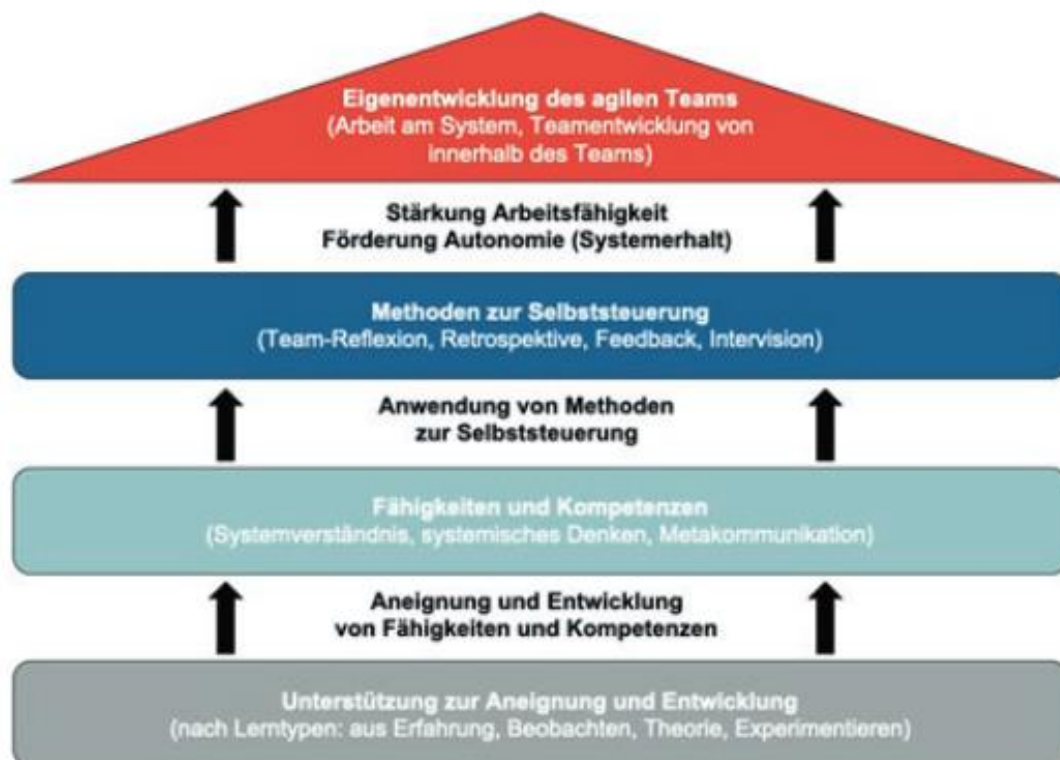 Eigenentwicklung des agilen Teams
(Arbeit am System, Teamentwicklung von
innerhalb des Teams)
Stärkung Arbeitsfähigkeit
Förderung Autonomie (Systemerhalt)
Methoden zur Selbststeuerung
(Team-Reflexion, Retrospektive, Feedback, Intervision)
Anwendung von Methoden
zur Selbststeuerung
Fähigkeiten und Kompetenzen
(Systemverständnis, systemisches Denken, Metakommunikation)
Aneignung und Entwicklung
von Fähigkeiten und Kompetenzen
Unterstützung zur Aneignung und Entwicklung
(nach Lerntypen: aus Erfahrung, Beobachten, Theorie, Experimentieren)